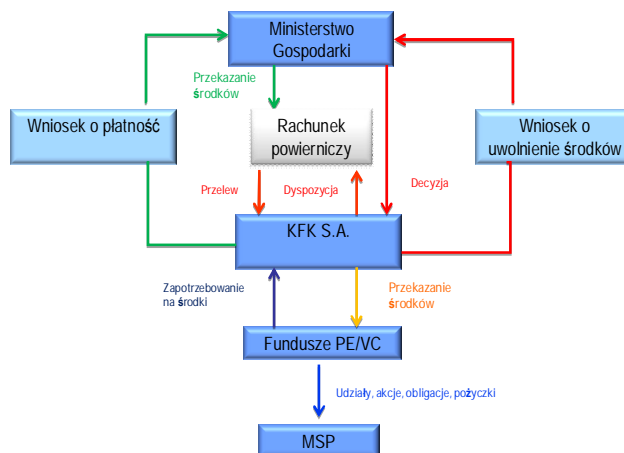 Ministerstwo
Gospodarki
Przekazanie
środków
Wniosek o płatność
Rachunek
powierniczy
Wniosek o
uwolnienie środków
Przelew
Dyspozycja
Decyzja
KFK S.A.
Zapotrzebowanie
na środki
Przekazanie
środków
Fundusze PE/VC
Udziały, akcje, obligacje, pożyczki
MSP